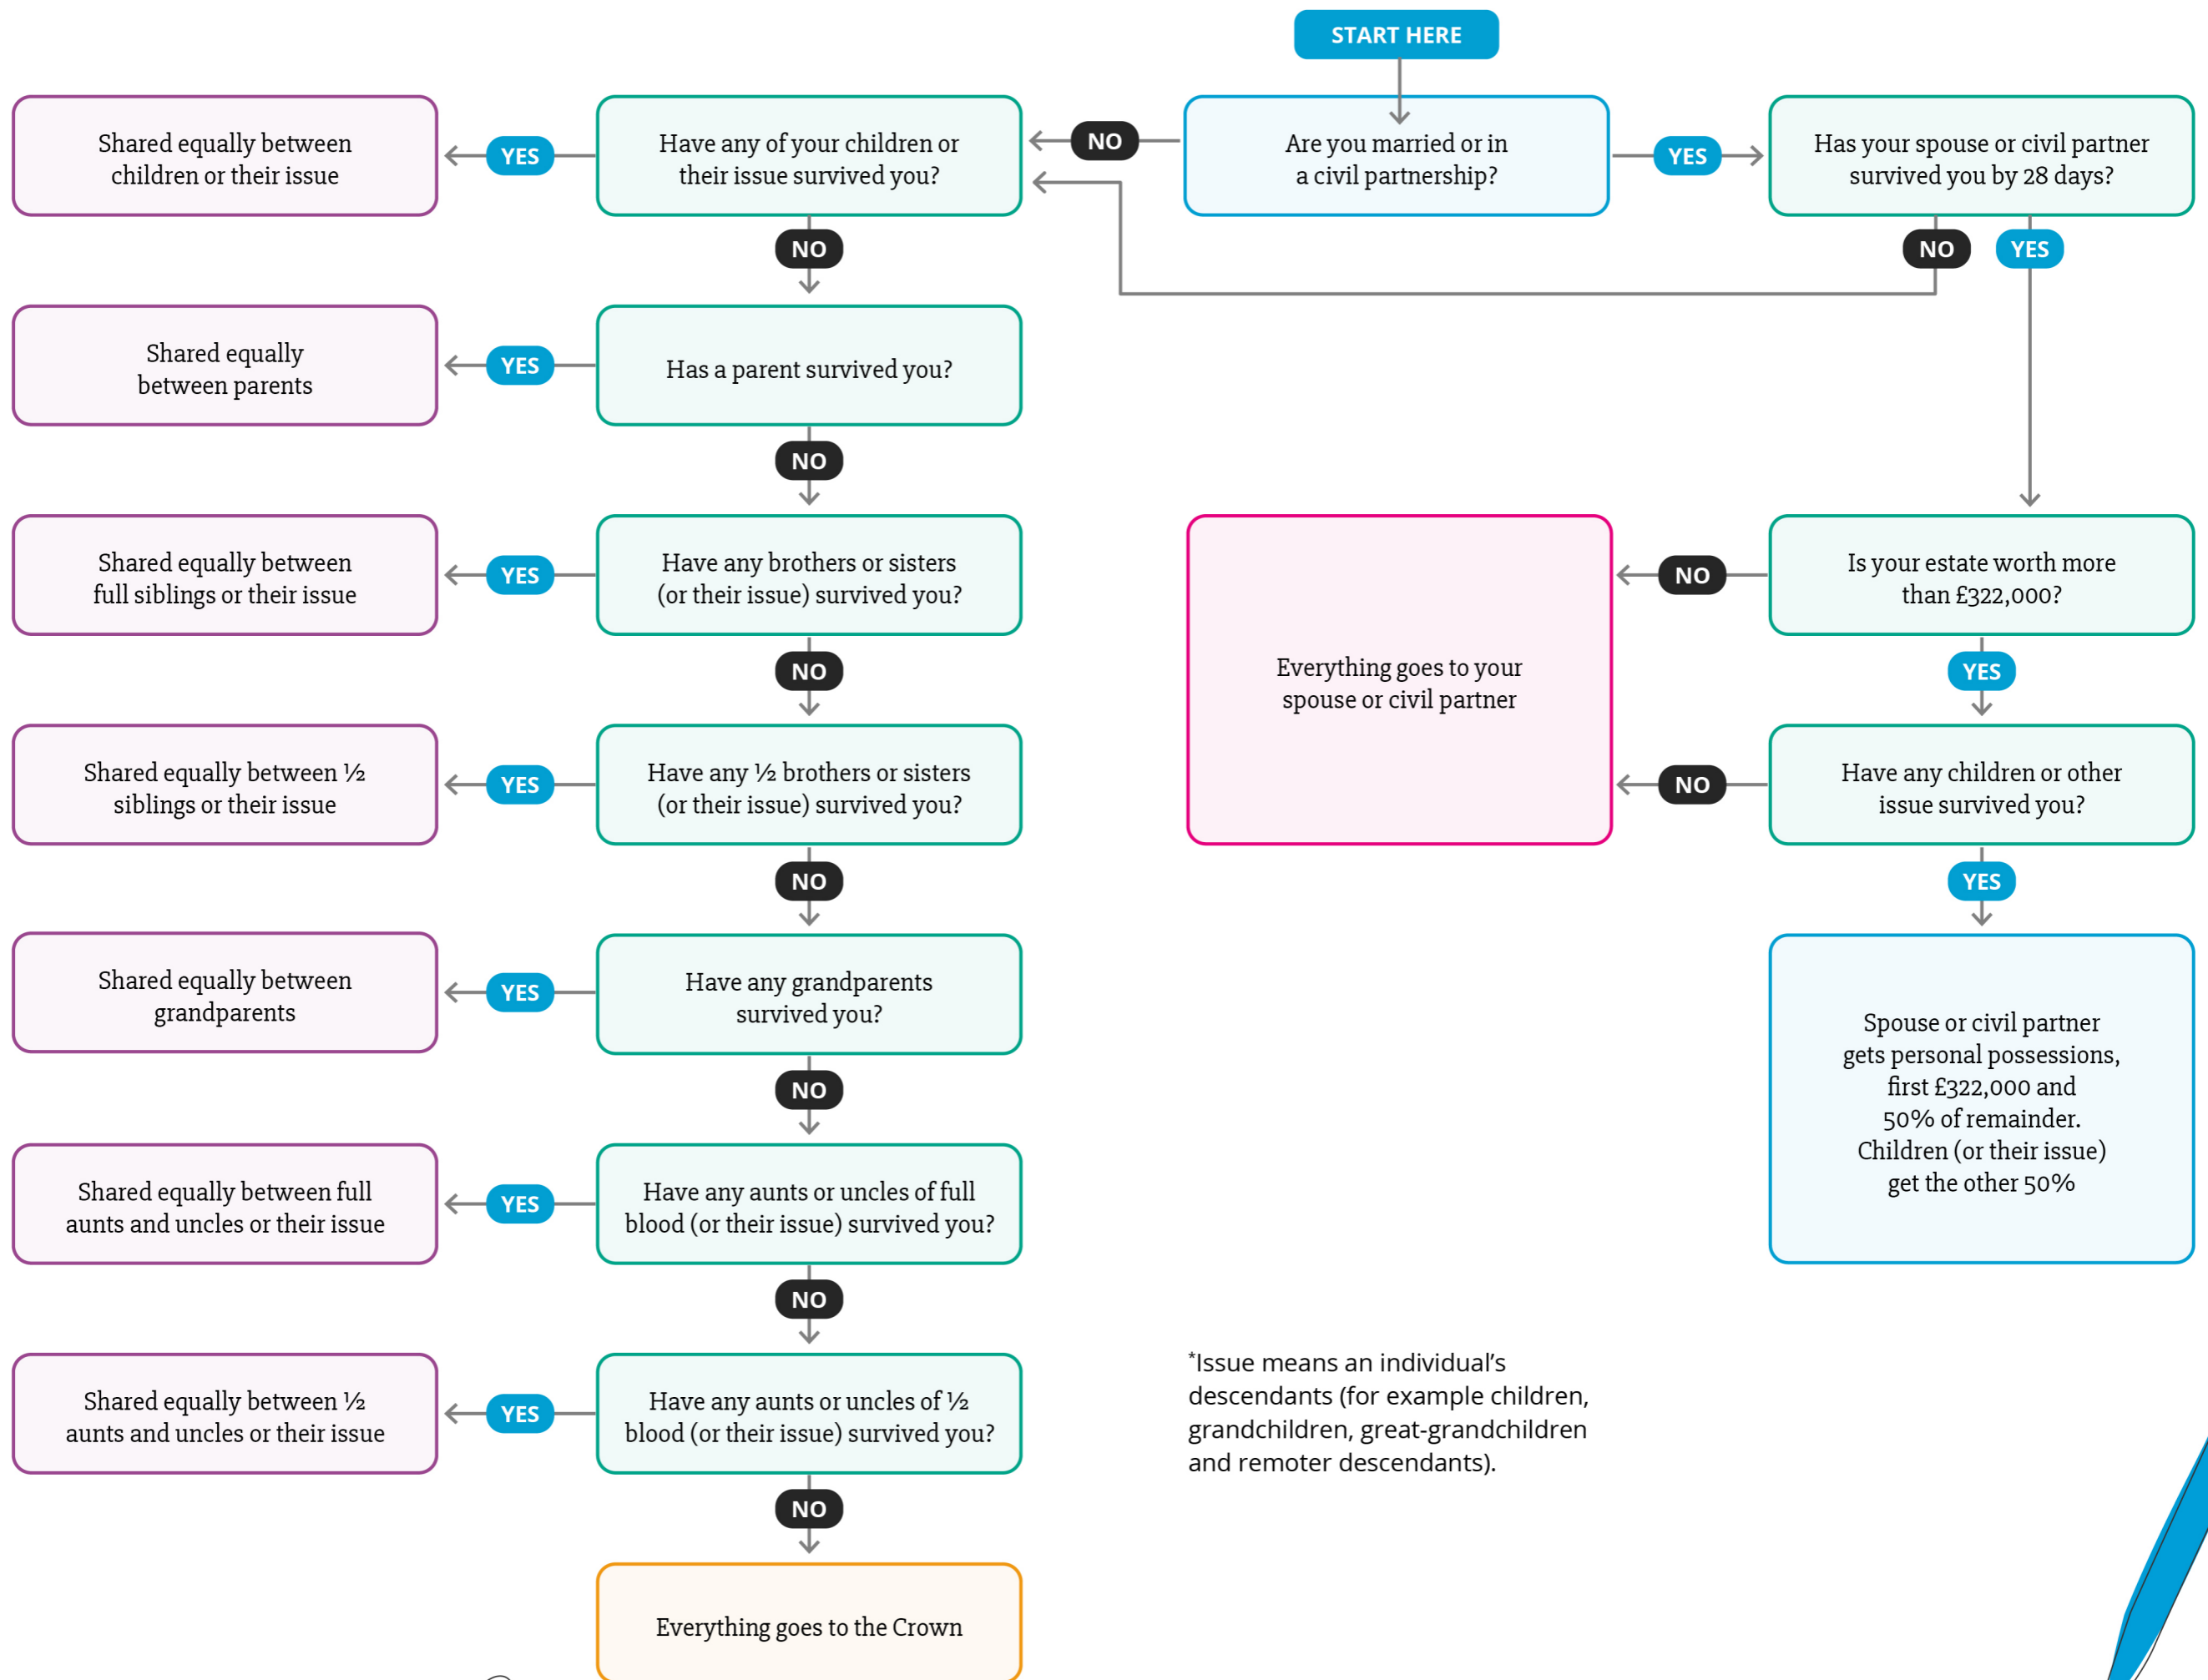 START HERE
Are you married or in
a civil partnership?
NO
YES
Has your spouse or civil partner
survived you by 28 days?
NO
YES
Have any of your children or
their issue survived you?
YES
Shared equally between
children or their issue
NO
Has a parent survived you?
YES
Shared equally
between parents
NO
Have any brothers or sisters
(or their issue) survived you?
YES
Shared equally between
full siblings or their issue
NO
Have any ½ brothers or sisters
(or their issue) survived you?
YES
Shared equally between ½
siblings or their issue
NO
Have any grandparents
survived you?
YES
Shared equally between
grandparents
NO
Have any aunts or uncles of full
blood (or their issue) survived you?
YES
Shared equally between full
aunts and uncles or their issue
NO
Have any aunts or uncles of ½
blood (or their issue) survived you?
YES
Shared equally between ½
aunts and uncles or their issue
NO
Everything goes to the Crown
Is your estate worth more
than £322,000?
NO
Everything goes to your
spouse or civil partner
YES
Have any children or other
issue survived you?
NO
YES
Spouse or civil partner
gets personal possessions,
first £322,000 and
50% of remainder.
Children (or their issue)
get the other 50%
*Issue means an individual’s
descendants (for example children,
grandchildren, great-grandchildren
and remoter descendants).